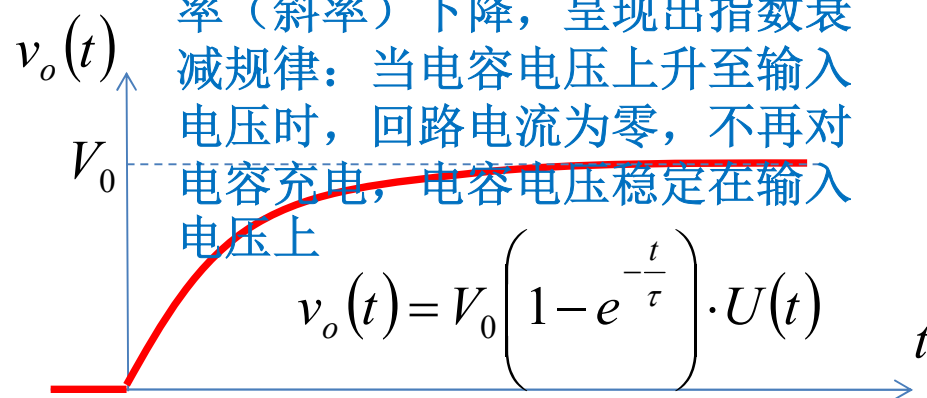 率（斜率）下降，呈现出指数衰
减规律：当电容电压上升至输入
电压时，回路电流为零，不再对
电容充电，电容电压稳定在输入
电压上
v_o(t)
V_0
v_o(t) = V_0(1 − e^{−t/τ}) · U(t)
t